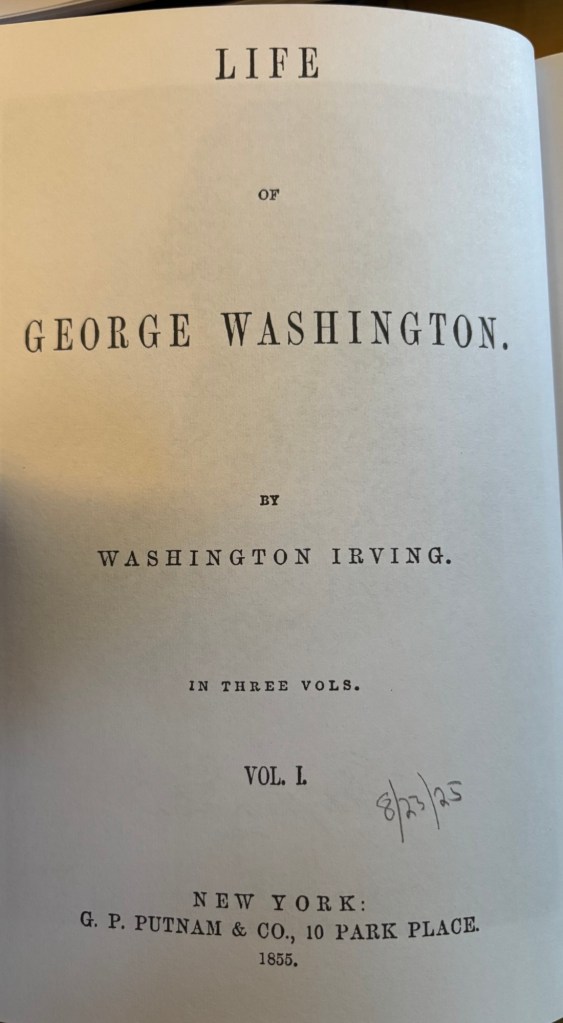 LIFE
OF
GEORGE WASHINGTON.
BY
WASHINGTON IRVING.
IN THREE VOLS.
VOL. I.
8/23/25
NEW YORK:
G. P. PUTNAM & CO., 10 PARK PLACE.
1855.